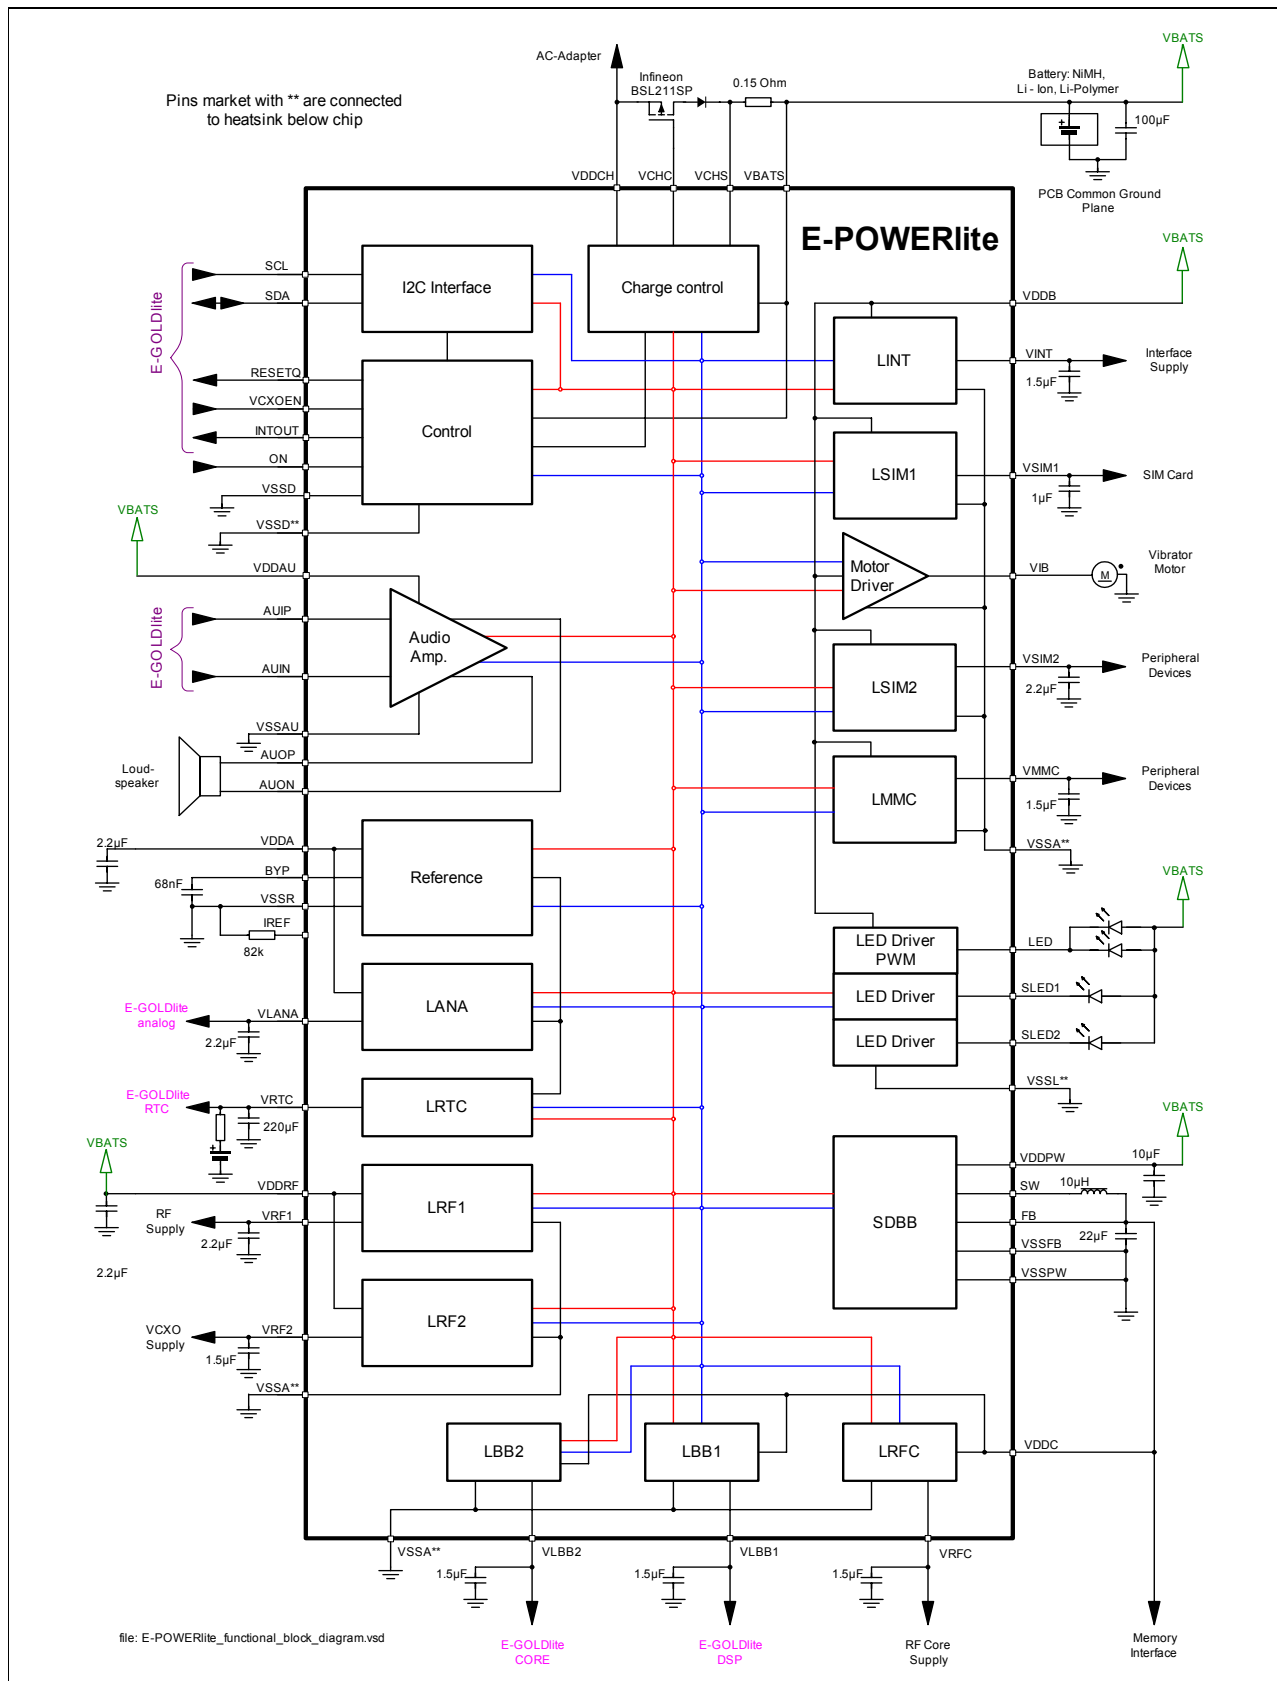 VBATS
AC-Adapter
Infineon
BSL211SP
0.15 Ohm
Battery: NiMH,
Li - Ion, Li-Polymer
Pins market with ** are connected
to heatsink below chip
+
100µF
VDDCH
VCHC
VCHS
VBATS
PCB Common Ground
Plane
E-POWERlite
VBATS
E-GOLDlite
SCL
SDA
I2C Interface
Charge control
VDDB
LINT
VINT
1.5µF
Interface
Supply
RESETQ
VCXOEN
INTOUT
ON
VSSD
VSSD**
Control
LSIM1
VSIM1
1µF
SIM Card
VBATS
VDDAU
Motor
Driver
VIB
M
Vibrator
Motor
E-GOLDlite
AUIP
AUIN
Audio
Amp.
LSIM2
VSIM2
2.2µF
Peripheral
Devices
VSSAU
AUOP
AUON
Loud-
speaker
LMMC
VMMC
1.5µF
Peripheral
Devices
2.2µF
VDDA
VSSA**
BYP
68nF
VSSR
IREF
82k
Reference
VBATS
LED Driver
PWM
LED
LED Driver
SLED1
LED Driver
SLED2
E-GOLDlite
analog
VLANA
2.2µF
LANA
VSSL**
E-GOLDlite
RTC
VRTC
220µF
+
LRTC
VBATS
VBATS
VDDRF
RF
Supply
VRF1
2.2µF
2.2µF
LRF1
SDBB
VDDPW
10µF
SW
10µH
FB
22µF
VSSFB
VSSPW
VCXO
Supply
VRF2
1.5µF
LRF2
VSSA**
LBB2
LBB1
LRFC
VDDC
VSSA**
VLBB2
VLBB1
VRFC
1.5µF
1.5µF
1.5µF
file: E-POWERlite_functional_block_diagram.vsd
E-GOLDlite
CORE
E-GOLDlite
DSP
RF Core
Supply
Memory
Interface